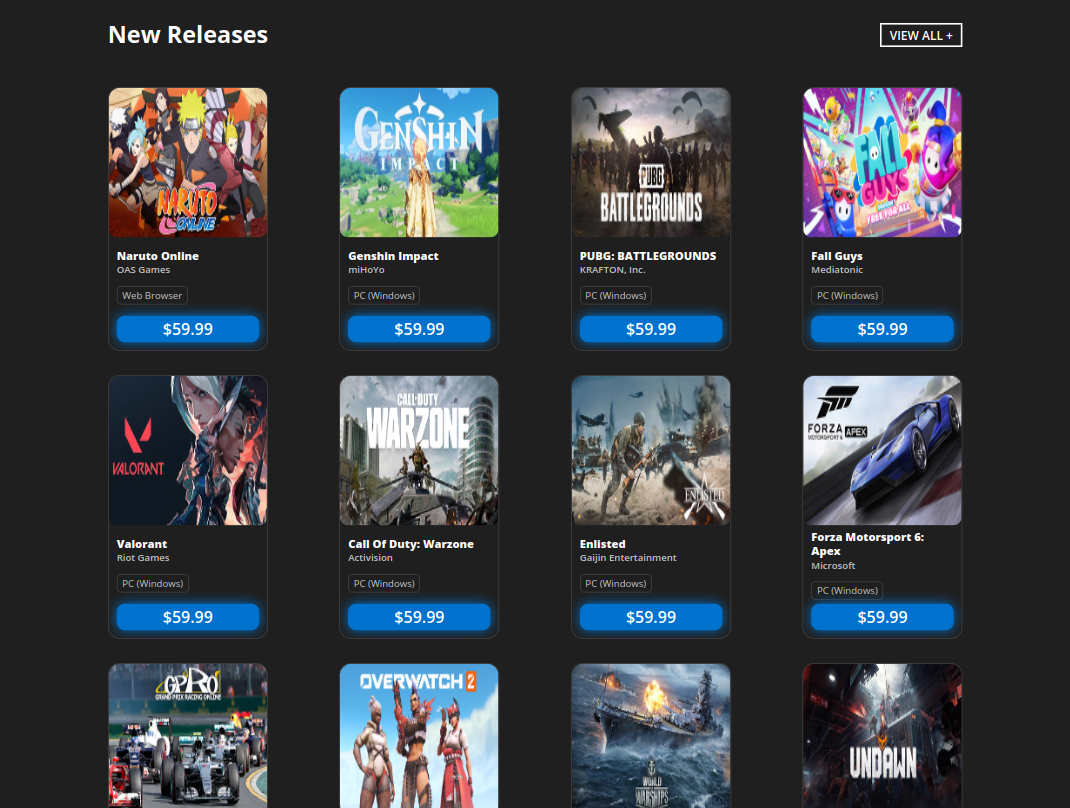 New Releases
VIEW ALL +
NARUTO
ONLINE
GENSHIN
IMPACT
PUBG
BATTLEGROUNDS
FALL
GUYS
FREE FOR ALL
Naruto Online
OAS Games
Web Browser
$59.99
Genshin Impact
miHoYo
PC (Windows)
$59.99
PUBG: BATTLEGROUNDS
KRAFTON, Inc.
PC (Windows)
$59.99
Fall Guys
Mediatonic
PC (Windows)
$59.99
VALORANT
CALL OF DUTY
WARZONE
ENLISTED
FORZA
MOTORSPORT 6
APEX
Valorant
Riot Games
PC (Windows)
$59.99
Call Of Duty: Warzone
Activision
PC (Windows)
$59.99
Enlisted
Gaijin Entertainment
PC (Windows)
$59.99
Forza Motorsport 6:
Apex
Microsoft
PC (Windows)
$59.99
GPRO
GRAND PRIX RACING ONLINE
OVERWATCH 2
WORLD
WARSHIPS
UNDAWN